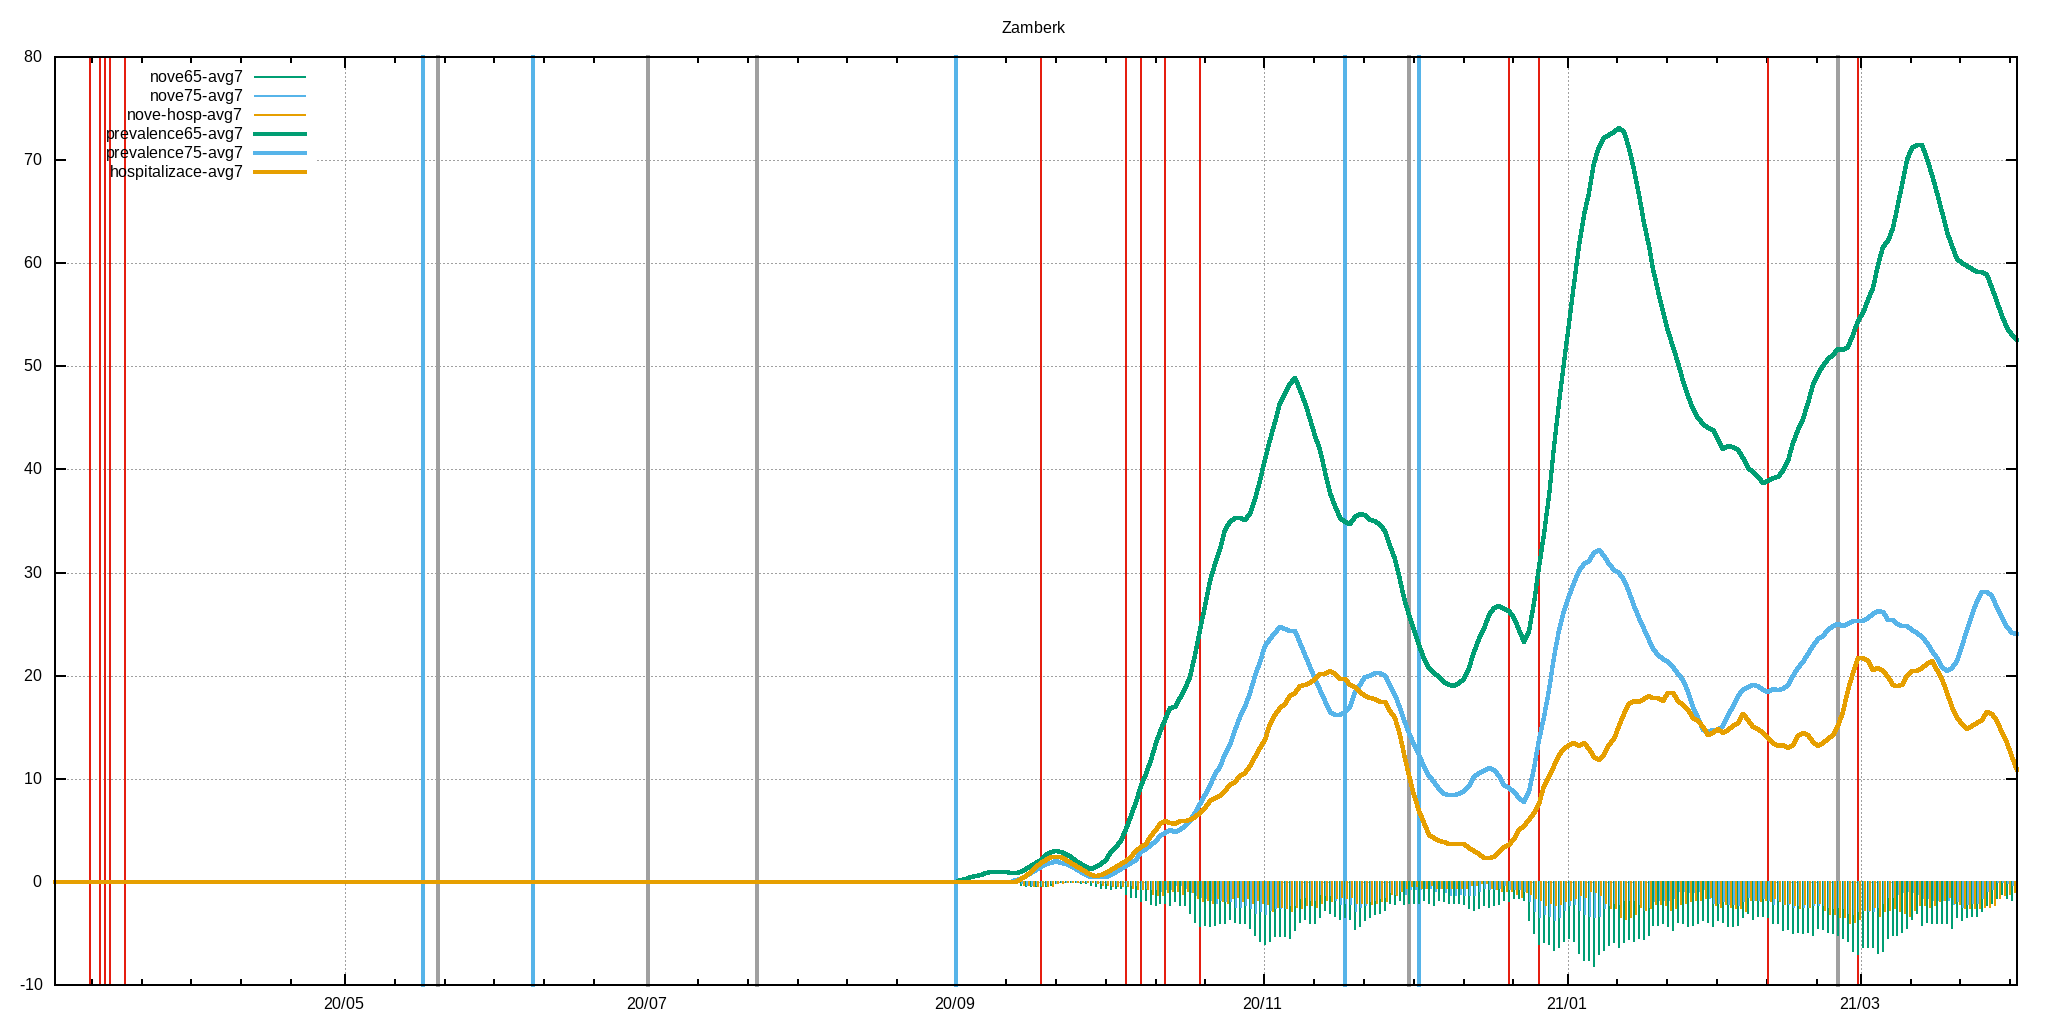 Zamberk
80
nove65-avg7
nove75-avg7
nove-hosp-avg7
prevalence65-avg7
prevalence75-avg7
hospitalizace-avg7
70
60
50
40
30
20
10
0
-10
20/05 20/07 20/09 20/11 21/01 21/03